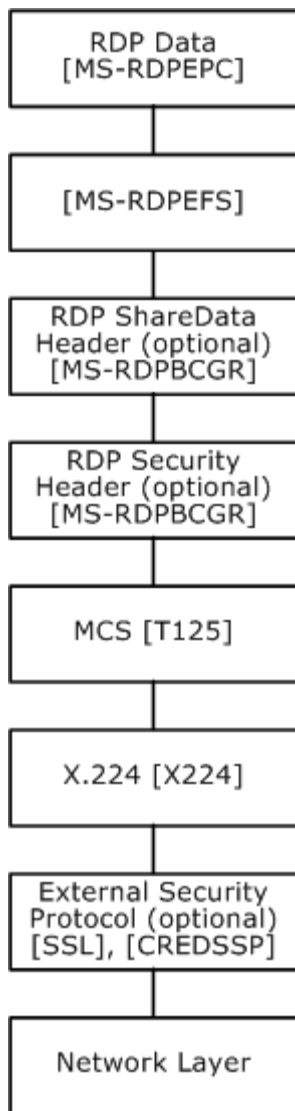 RDP Data
[MS-RDPEPC]
[MS-RDPEFS]
RDP ShareData
Header (optional)
[MS-RDPBCGR]
RDP Security
Header (optional)
[MS-RDPBCGR]
MCS [T125]
X.224 [X224]
External Security
Protocol (optional)
[SSL], [CREDSSP]
Network Layer